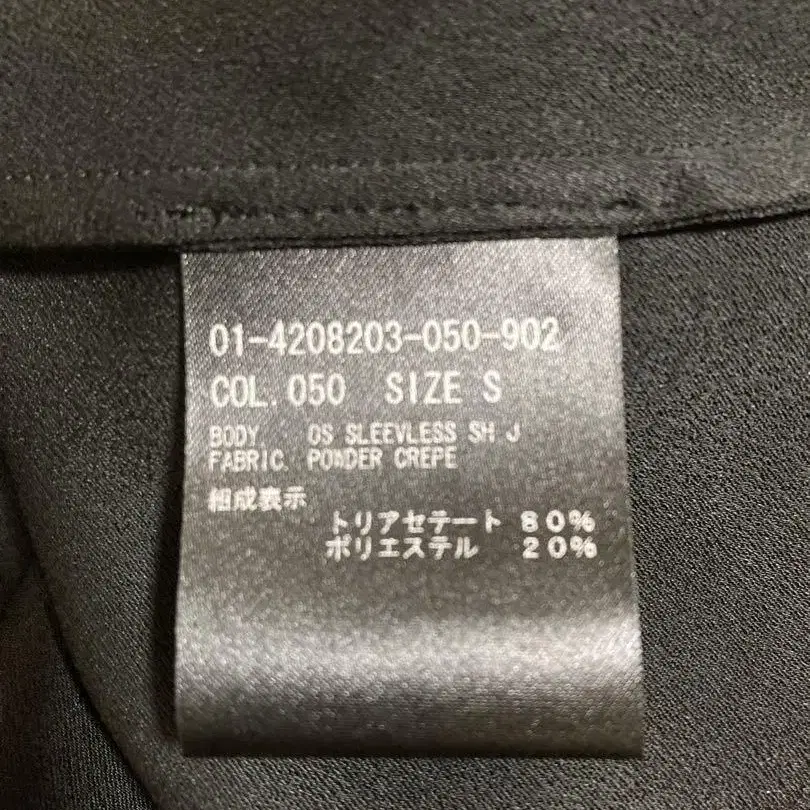 01-4208203-050-902
COL. 050 SIZE S
BODY. OS SLEEVLESS SH J
FABRIC. POWDER CREPE
組成表示
トリアセテート 80%
ポリエステル 20%